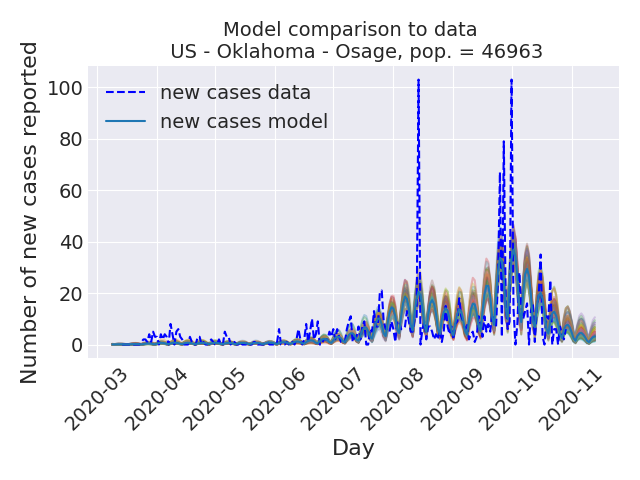 Model comparison to data
US - Oklahoma - Osage, pop. = 46963
Number of new cases reported
100
80
60
40
20
0
new cases data
new cases model
2020-03
2020-04
2020-05
2020-06
2020-07
2020-08
2020-09
2020-10
2020-11
Day